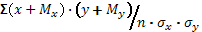 Σ(x + Mₓ) · (y + Mᵧ)/n · σₓ · σᵧ